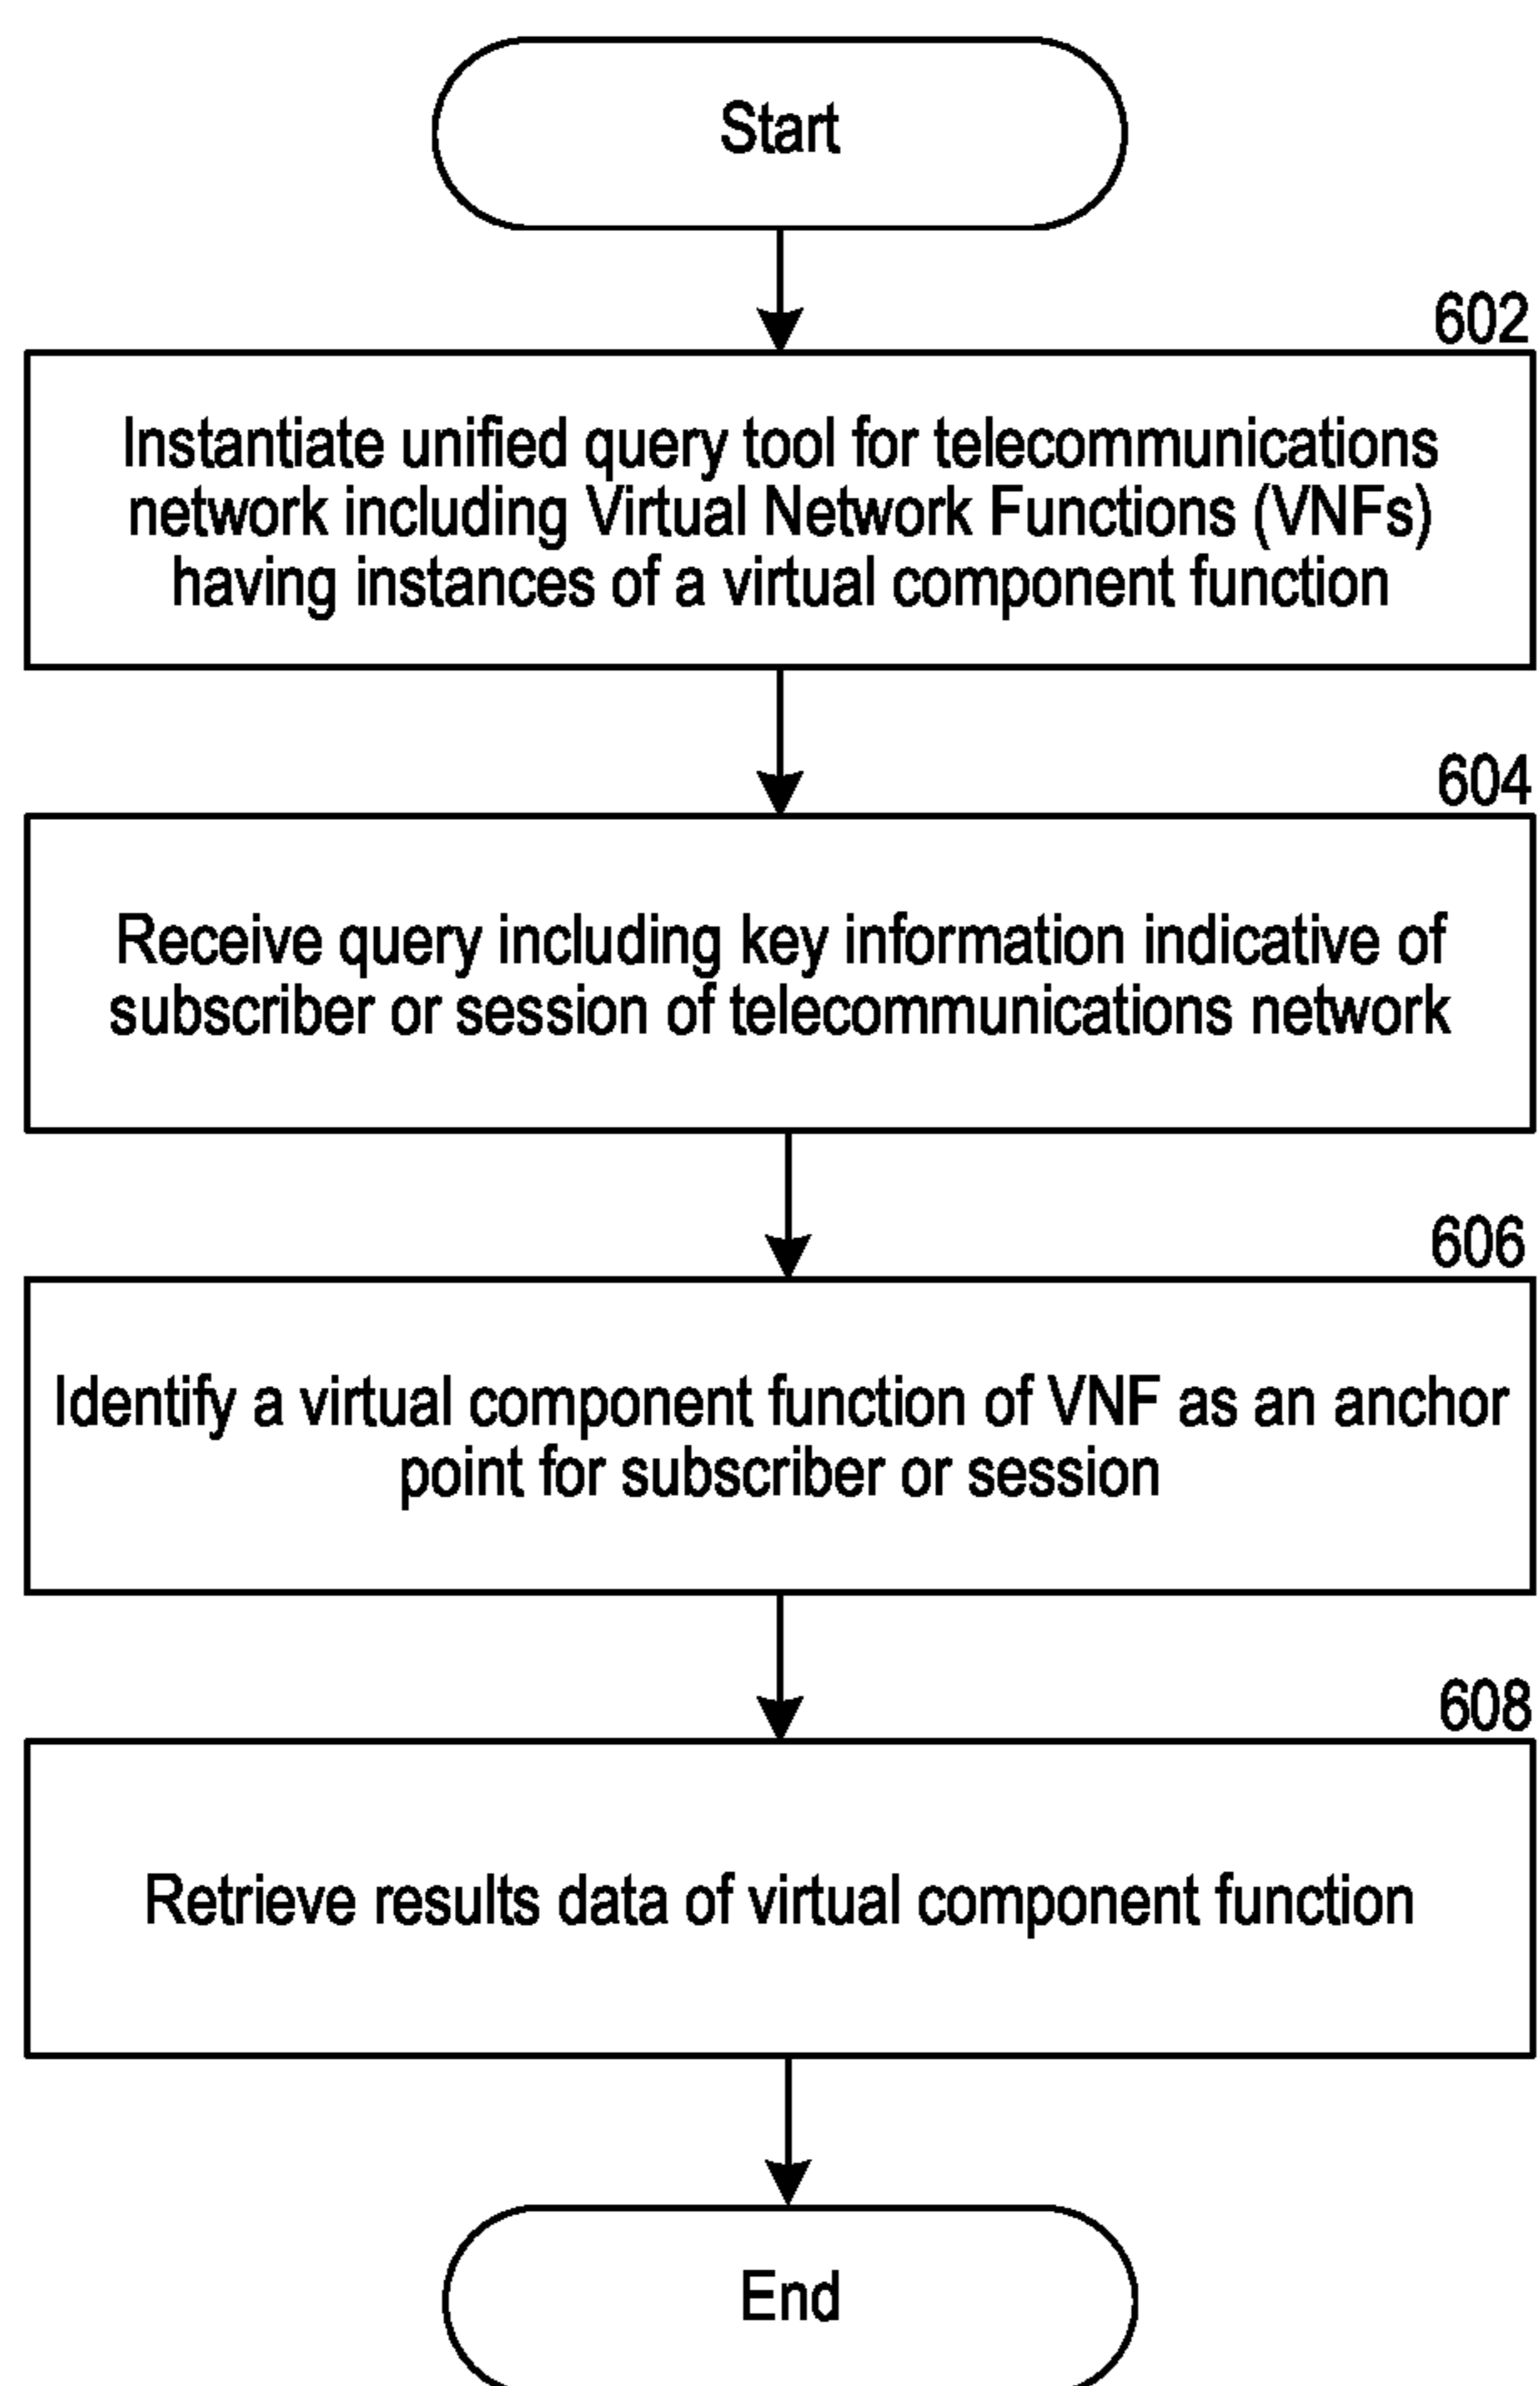 Start
602
Instantiate unified query tool for telecommunications
network including Virtual Network Functions (VNFs)
having instances of a virtual component function
604
Receive query including key information indicative of
subscriber or session of telecommunications network
606
Identify a virtual component function of VNF as an anchor
point for subscriber or session
608
Retrieve results data of virtual component function
End